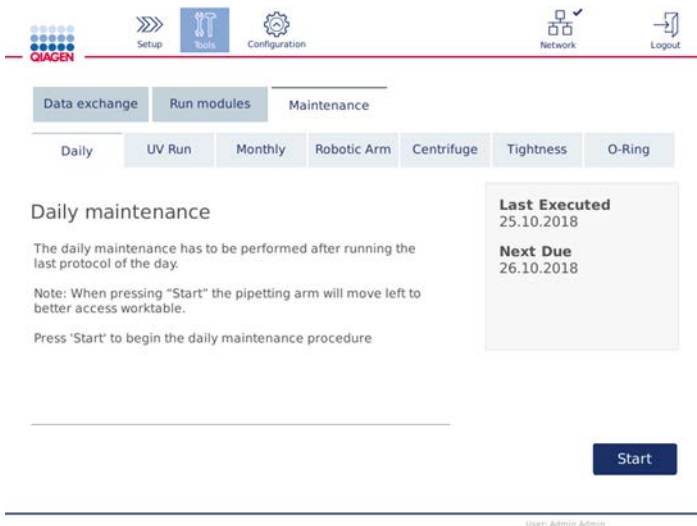 QIAGEN
Setup
Tools
Configuration
Network
Logout
Data exchange
Run modules
Maintenance
Daily
UV Run
Monthly
Robotic Arm
Centrifuge
Tightness
O-Ring
Daily maintenance
The daily maintenance has to be performed after running the
last protocol of the day.
Note: When pressing “Start” the pipetting arm will move left to
better access worktable.
Press 'Start' to begin the daily maintenance procedure
Last Executed
25.10.2018
Next Due
26.10.2018
Start
User: Admin Admin